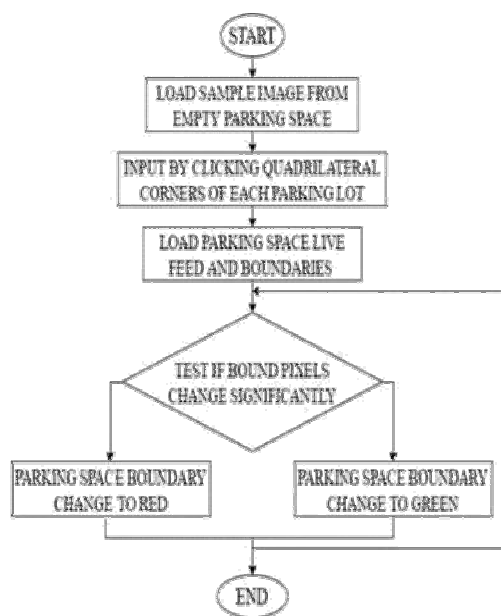 START
LOAD SAMPLE IMAGE FROM
EMPTY PARKING SPACE
INPUT BY CLICKING QUADRILATERAL
CORNERS OF EACH PARKING LOT
LOAD PARKING SPACE LIVE
FEED AND BOUNDARIES
TEST IF BOUND PIXELS
CHANGE SIGNIFICANTLY
PARKING SPACE BOUNDARY
CHANGE TO RED
PARKING SPACE BOUNDARY
CHANGE TO GREEN
END